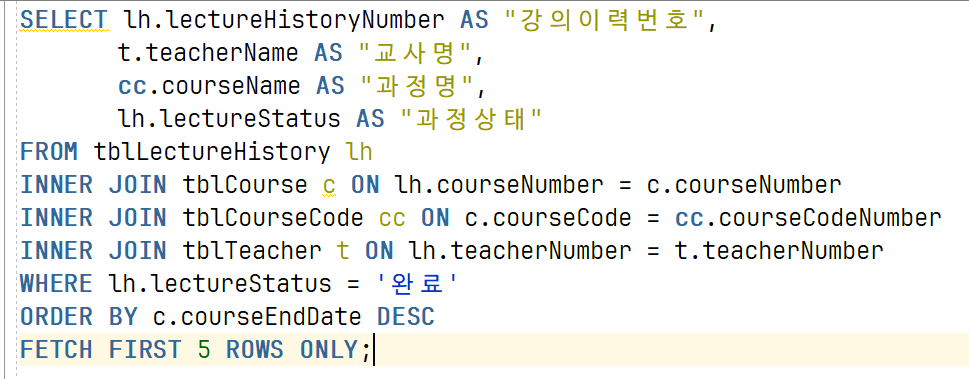 SELECT lh.lectureHistoryNumber AS "강의이력번호",
t.teacherName AS "교사명",
cc.courseName AS "과정명",
lh.lectureStatus AS "과정상태"
FROM tblLectureHistory lh
INNER JOIN tblCourse c ON lh.courseNumber = c.courseNumber
INNER JOIN tblCourseCode cc ON c.courseCode = cc.courseCodeNumber
INNER JOIN tblTeacher t ON lh.teacherNumber = t.teacherNumber
WHERE lh.lectureStatus = '완료'
ORDER BY c.courseEndDate DESC
FETCH FIRST 5 ROWS ONLY;